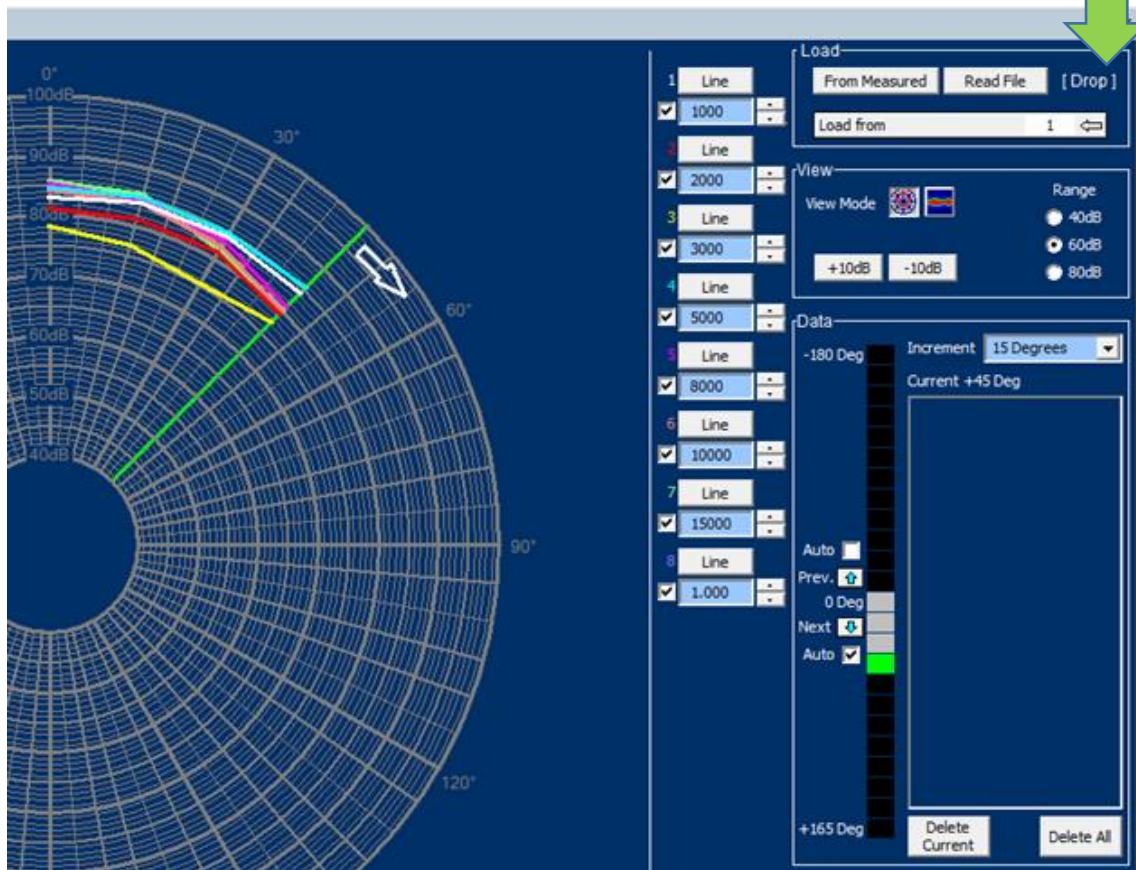 0°
100dB
90dB
80dB
70dB
60dB
50dB
40dB
30°
60°
90°
120°
1 Line
1000
2 Line
2000
3 Line
3000
4 Line
5000
5 Line
8000
6 Line
10000
7 Line
15000
8 Line
1.000
Load
From Measured Read File [ Drop ]
Load from 1
View
View Mode
Range
40dB
60dB
80dB
+10dB -10dB
Data
-180 Deg
Increment 15 Degrees
Current +45 Deg
Auto
Prev.
0 Deg
Next
Auto
+165 Deg
Delete
Current
Delete All